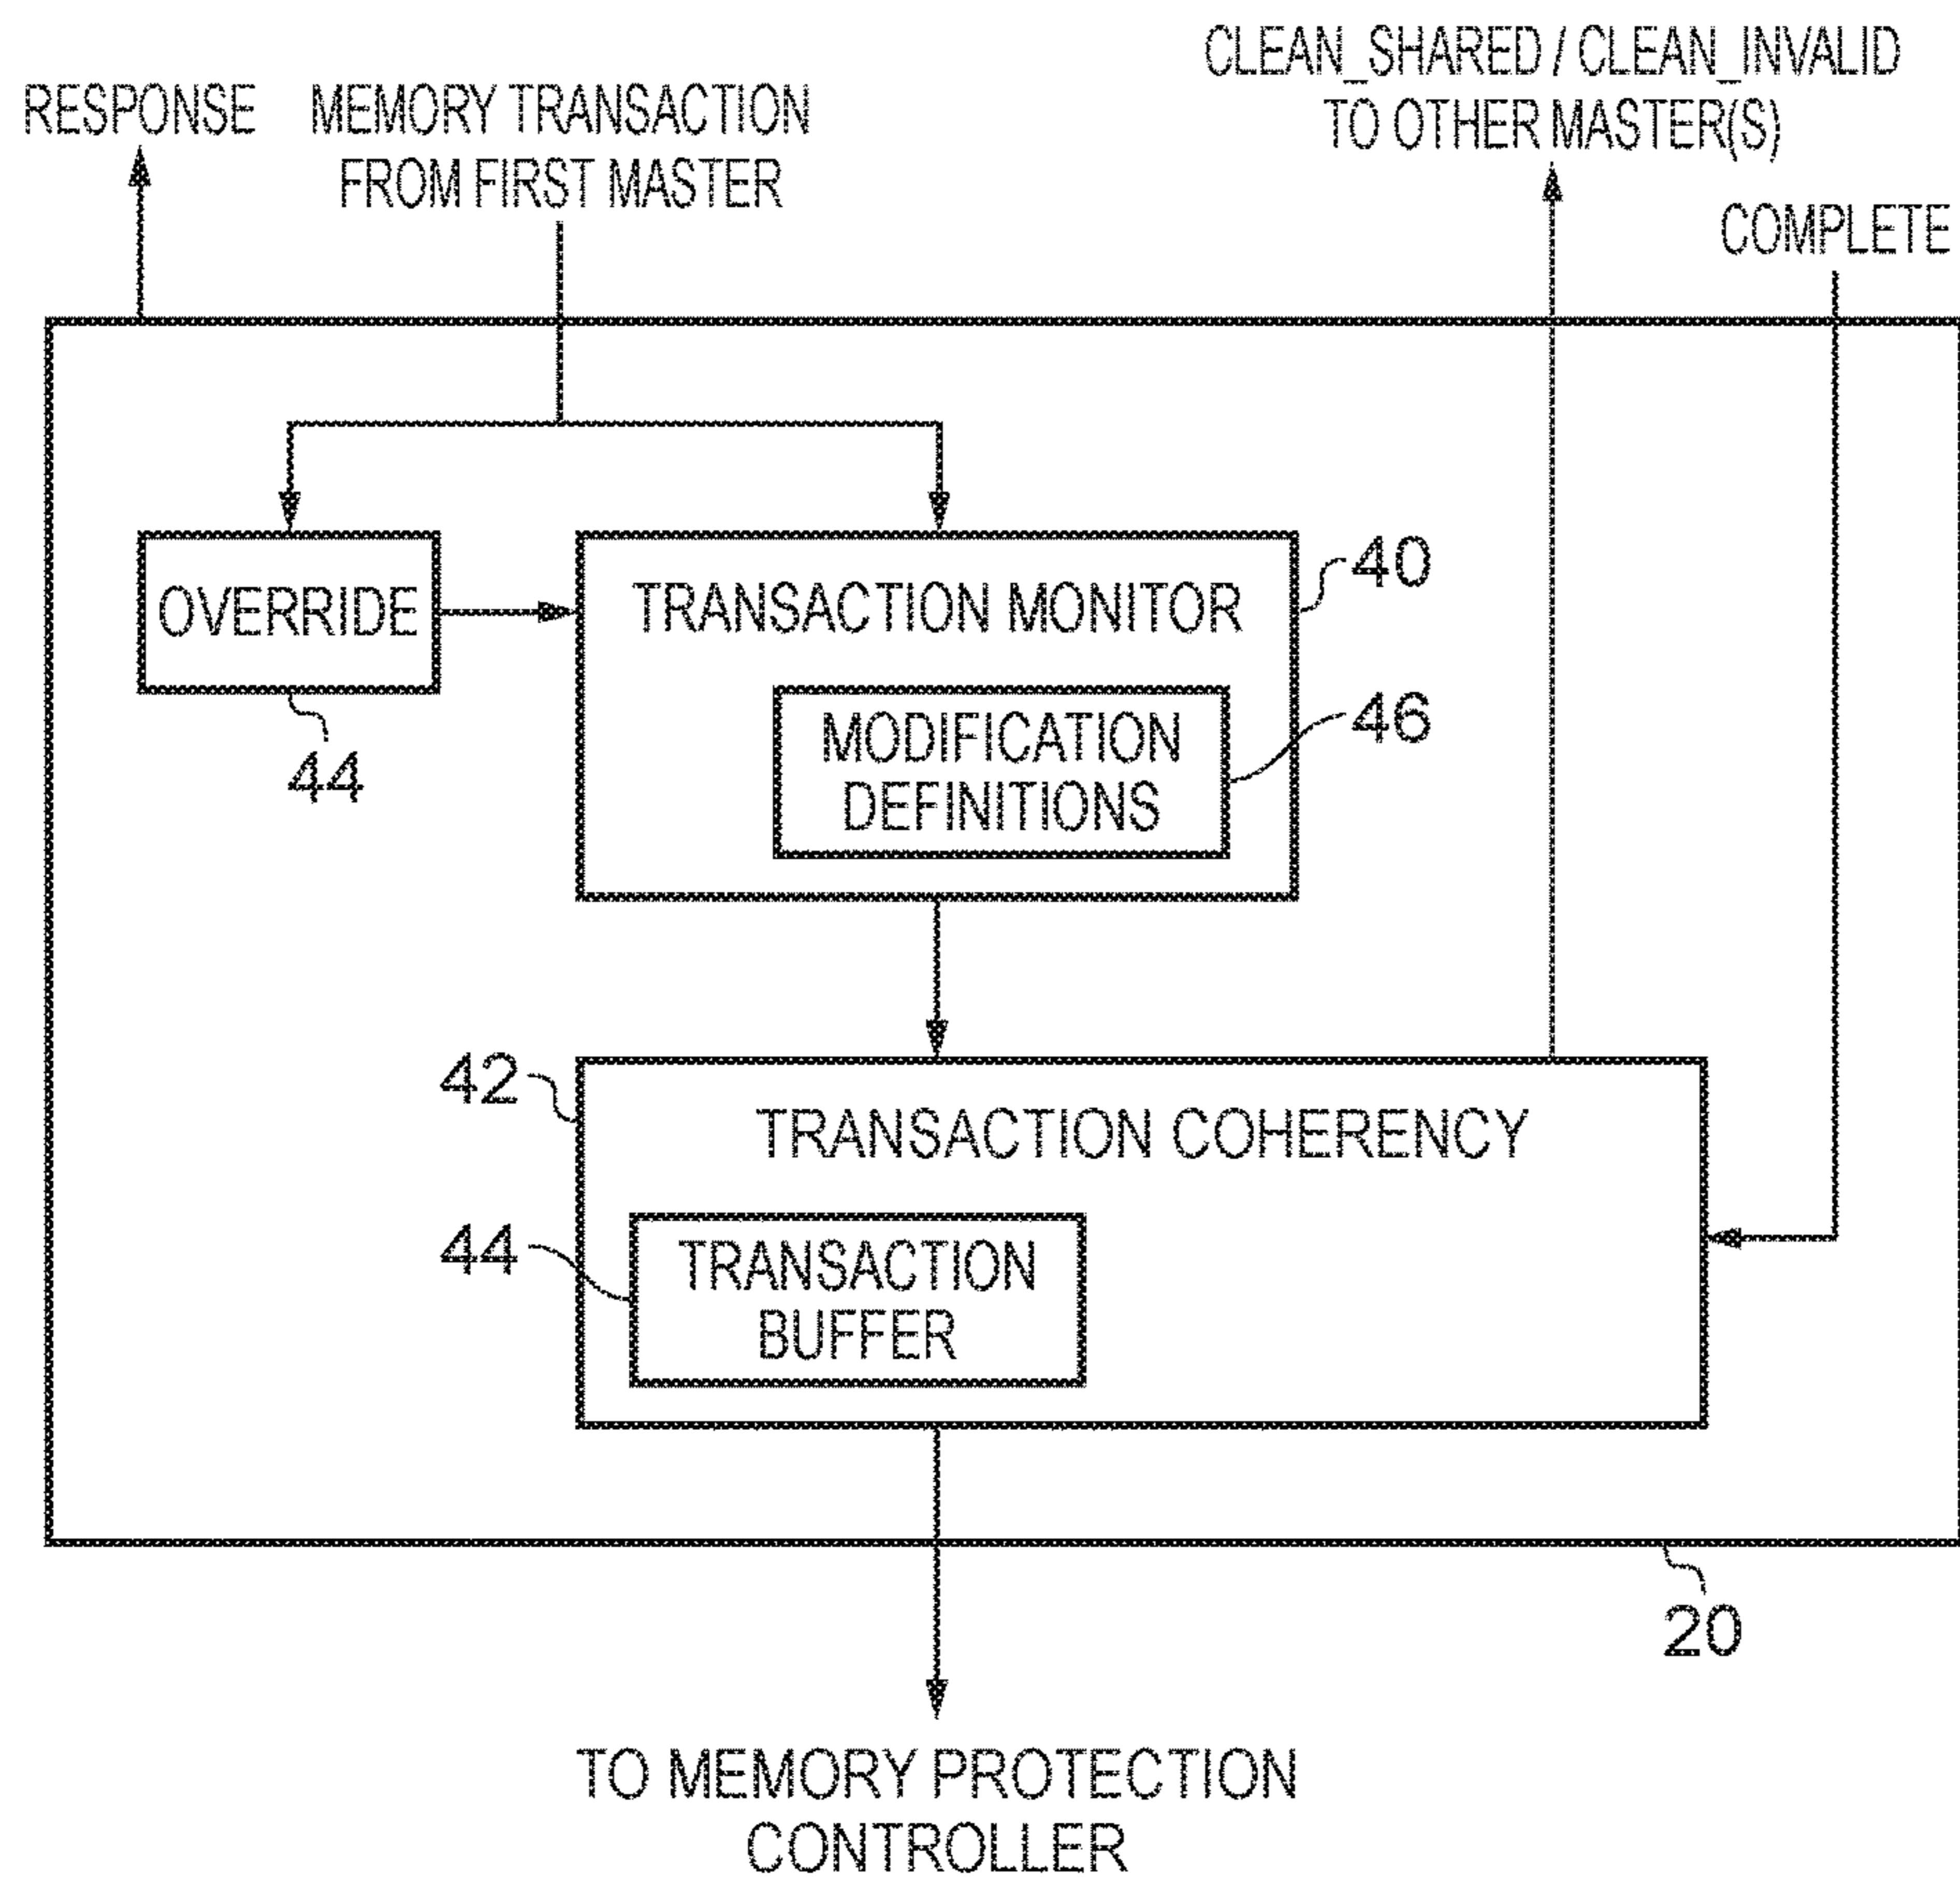 CLEAN_SHARED / CLEAN_INVALID
TO OTHER MASTER(S)
RESPONSE
MEMORY TRANSACTION
FROM FIRST MASTER
COMPLETE
OVERRIDE
44
TRANSACTION MONITOR
40
MODIFICATION
DEFINITIONS
46
42
TRANSACTION COHERENCY
44
TRANSACTION
BUFFER
20
TO MEMORY PROTECTION
CONTROLLER